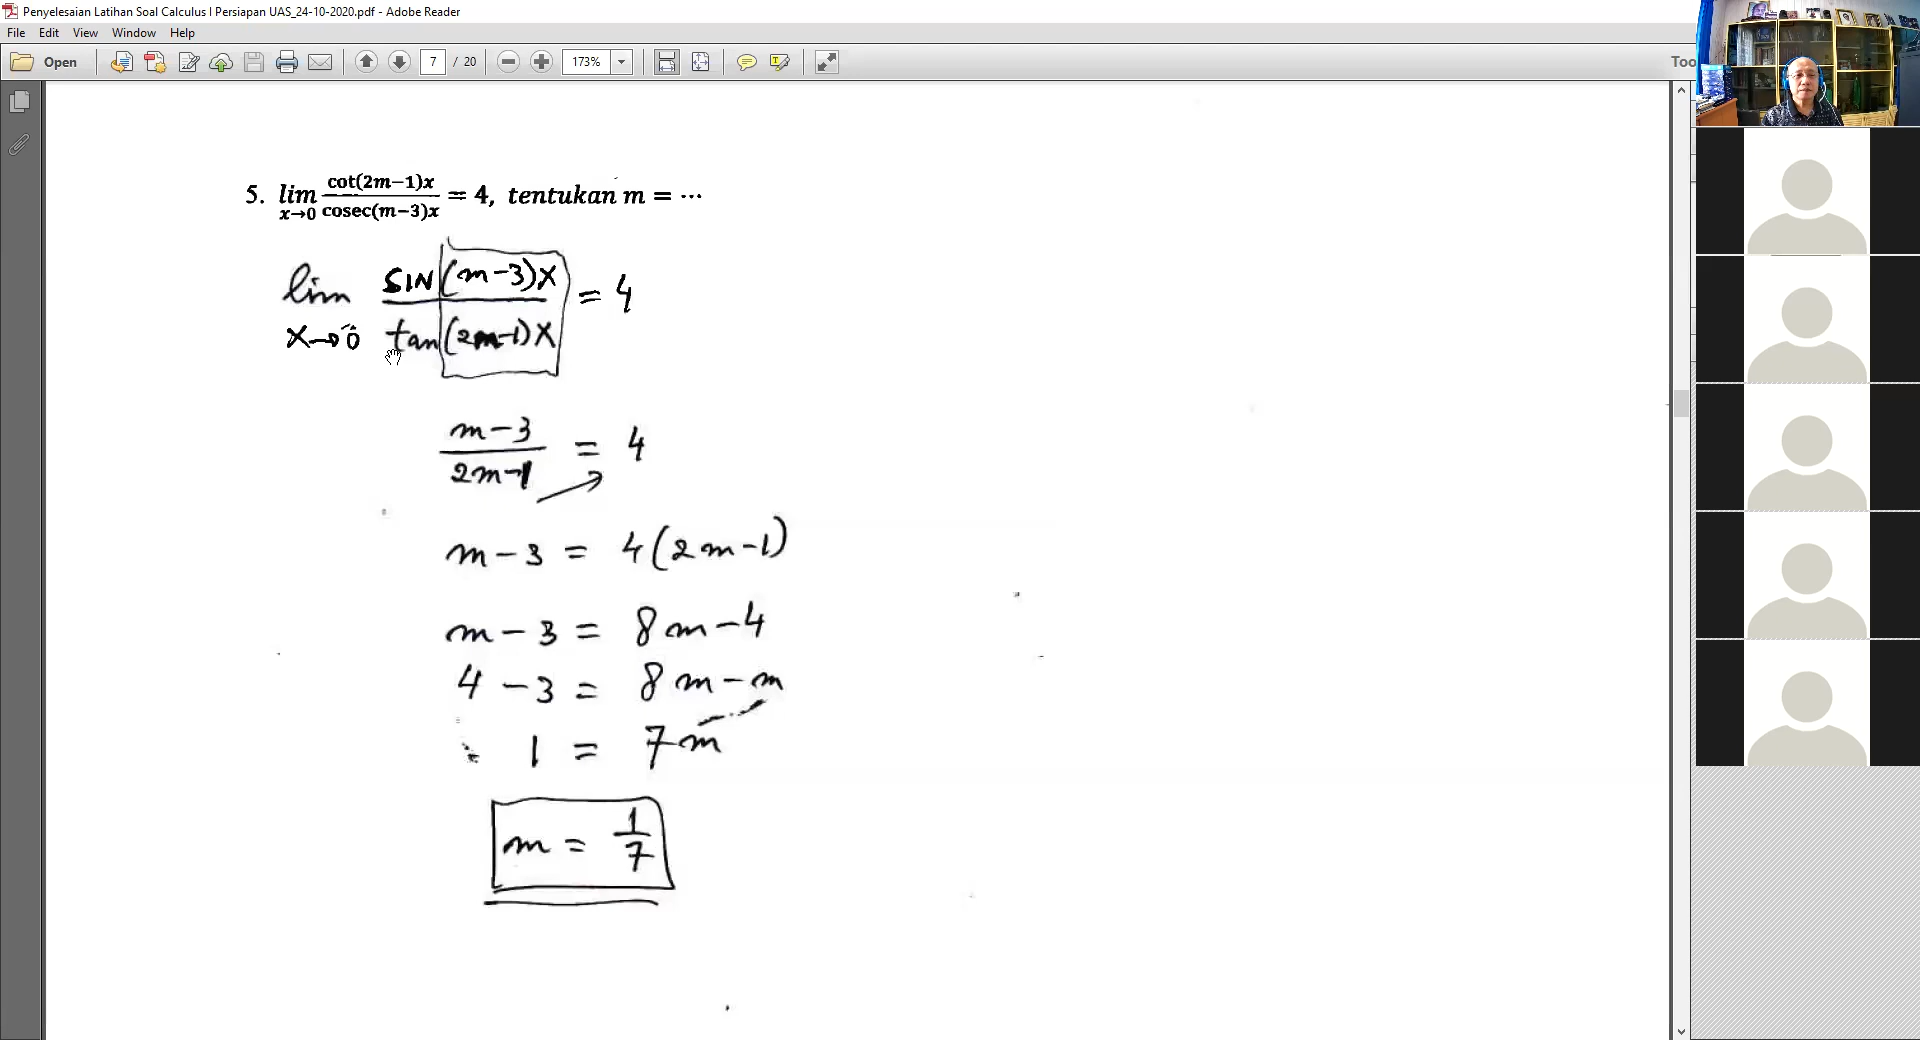 Penyelesaian Latihan Soal Calculus I Persiapan UAS_24-10-2020.pdf - Adobe Reader
File Edit View Window Help
Open 7 / 20 173% Too
5. lim x→0 cot(2m−1)x / cosec(m−3)x = 4, tentukan m = ⋯
lim x→0 SIN(m−3)x / tan(2m−1)x = 4
m−3 / 2m−1 = 4
m−3 = 4(2m−1)
m−3 = 8m−4
4−3 = 8m−m
1 = 7m
m = 1/7